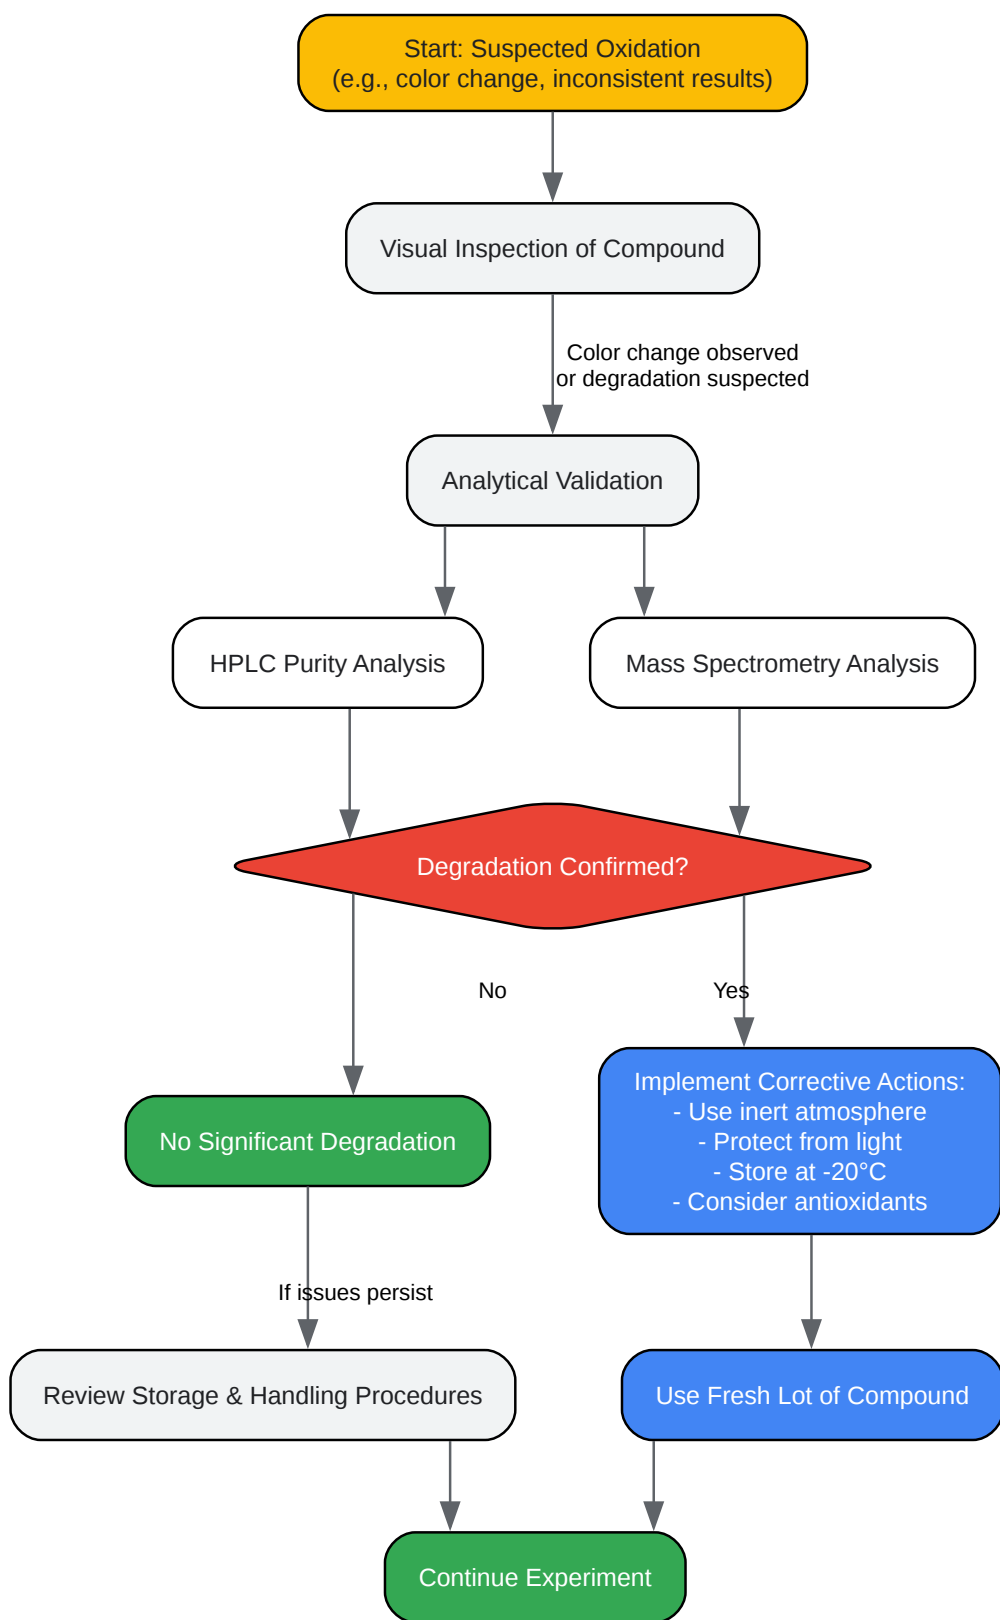 Start: Suspected Oxidation
(e.g., color change, inconsistent results)
Visual Inspection of Compound
Color change observed
or degradation suspected
Analytical Validation
HPLC Purity Analysis
Mass Spectrometry Analysis
Degradation Confirmed?
No
Yes
Implement Corrective Actions:
- Use inert atmosphere
- Protect from light
- Store at -20°C
- Consider antioxidants
No Significant Degradation
If issues persist
Review Storage & Handling Procedures
Use Fresh Lot of Compound
Continue Experiment